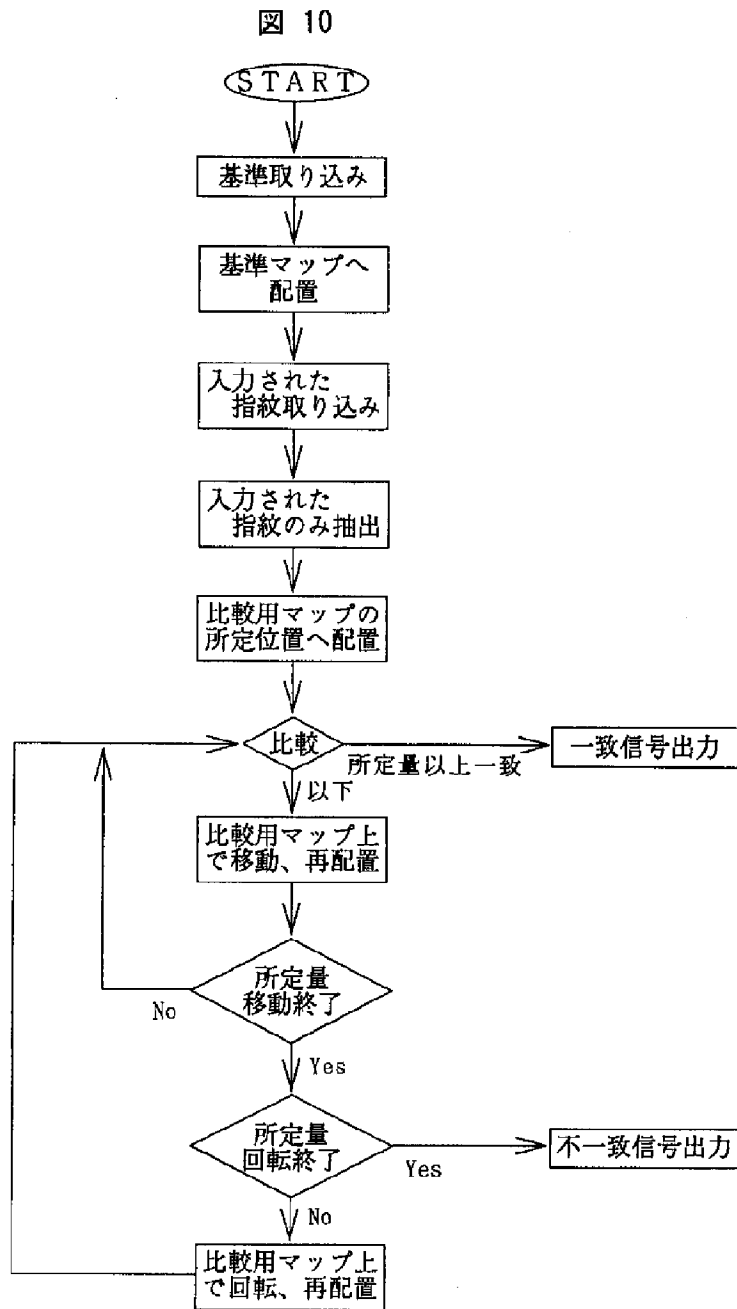 図 10
START
基準取り込み
基準マップへ
配置
入力された
指紋取り込み
入力された
指紋のみ抽出
比較用マップの
所定位置へ配置
比較
所定量以上一致
一致信号出力
以下
比較用マップ上
で移動、再配置
所定量
移動終了
No
Yes
所定量
回転終了
Yes
不一致信号出力
No
比較用マップ上
で回転、再配置